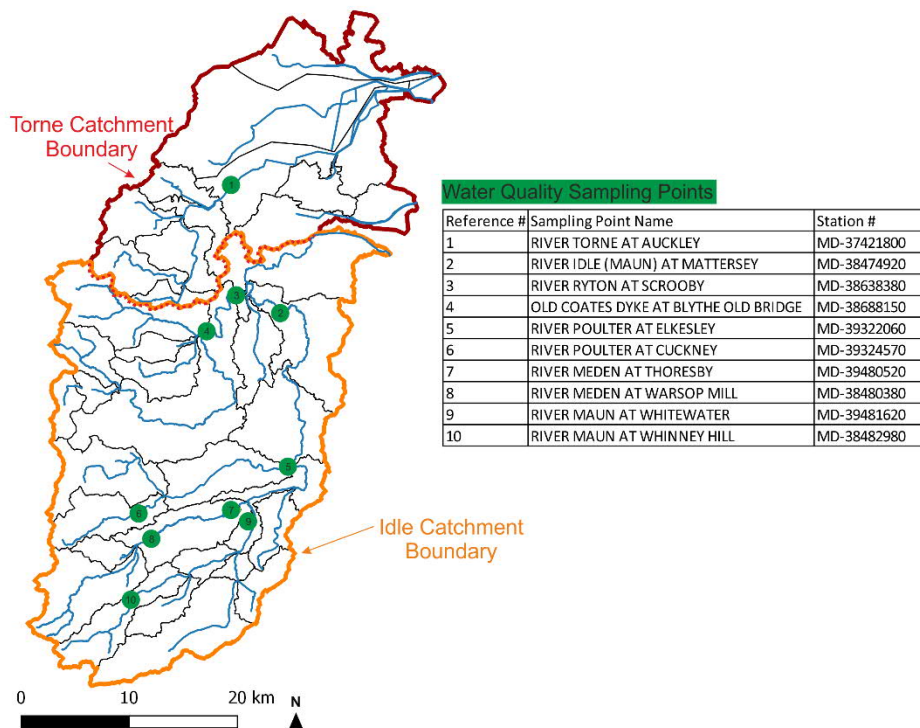 Torne Catchment
Boundary
1
2
3
4
5
6
7
8
9
10
Idle Catchment
Boundary
0 10 20 km
N
Water Quality Sampling Points
Reference # Sampling Point Name Station #
1 RIVER TORNE AT AUCKLEY MD-37421800
2 RIVER IDLE (MAUN) AT MATTERSEY MD-38474920
3 RIVER RYTON AT SCROOBY MD-38638380
4 OLD COATES DYKE AT BLYTHE OLD BRIDGE MD-38688150
5 RIVER POULTER AT ELKESLEY MD-39322060
6 RIVER POULTER AT CUCKNEY MD-39324570
7 RIVER MEDEN AT THORESBY MD-39480520
8 RIVER MEDEN AT WARSOP MILL MD-38480380
9 RIVER MAUN AT WHITEWATER MD-39481620
10 RIVER MAUN AT WHINNEY HILL MD-38482980